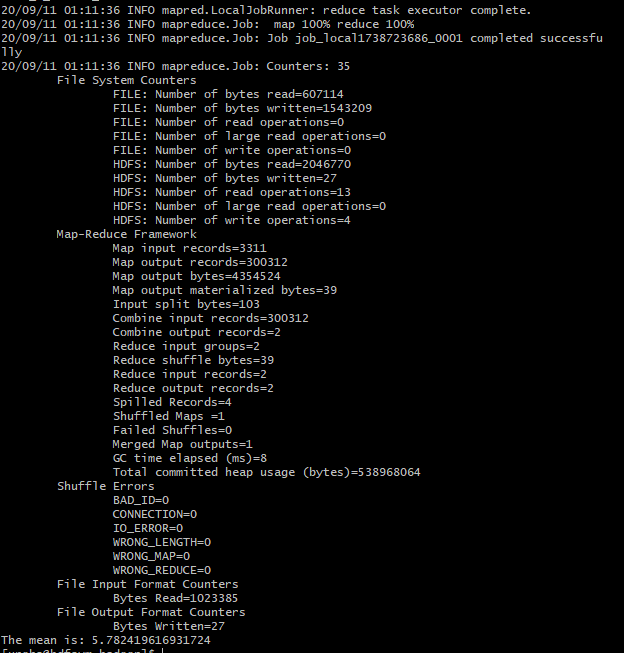 20/09/11 01:11:36 INFO mapred.LocalJobRunner: reduce task executor complete.
20/09/11 01:11:36 INFO mapreduce.Job:  map 100% reduce 100%
20/09/11 01:11:36 INFO mapreduce.Job: Job job_local1738723686_0001 completed successfu
lly
20/09/11 01:11:36 INFO mapreduce.Job: Counters: 35
File System Counters
FILE: Number of bytes read=607114
FILE: Number of bytes written=1543209
FILE: Number of read operations=0
FILE: Number of large read operations=0
FILE: Number of write operations=0
HDFS: Number of bytes read=2046770
HDFS: Number of bytes written=27
HDFS: Number of read operations=13
HDFS: Number of large read operations=0
HDFS: Number of write operations=4
Map-Reduce Framework
Map input records=3311
Map output records=300312
Map output bytes=4354524
Map output materialized bytes=39
Input split bytes=103
Combine input records=300312
Combine output records=2
Reduce input groups=2
Reduce shuffle bytes=39
Reduce input records=2
Reduce output records=2
Spilled Records=4
Shuffled Maps =1
Failed Shuffles=0
Merged Map outputs=1
GC time elapsed (ms)=8
Total committed heap usage (bytes)=538968064
Shuffle Errors
BAD_ID=0
CONNECTION=0
IO_ERROR=0
WRONG_LENGTH=0
WRONG_MAP=0
WRONG_REDUCE=0
File Input Format Counters
Bytes Read=1023385
File Output Format Counters
Bytes Written=27
The mean is: 5.782419616931724